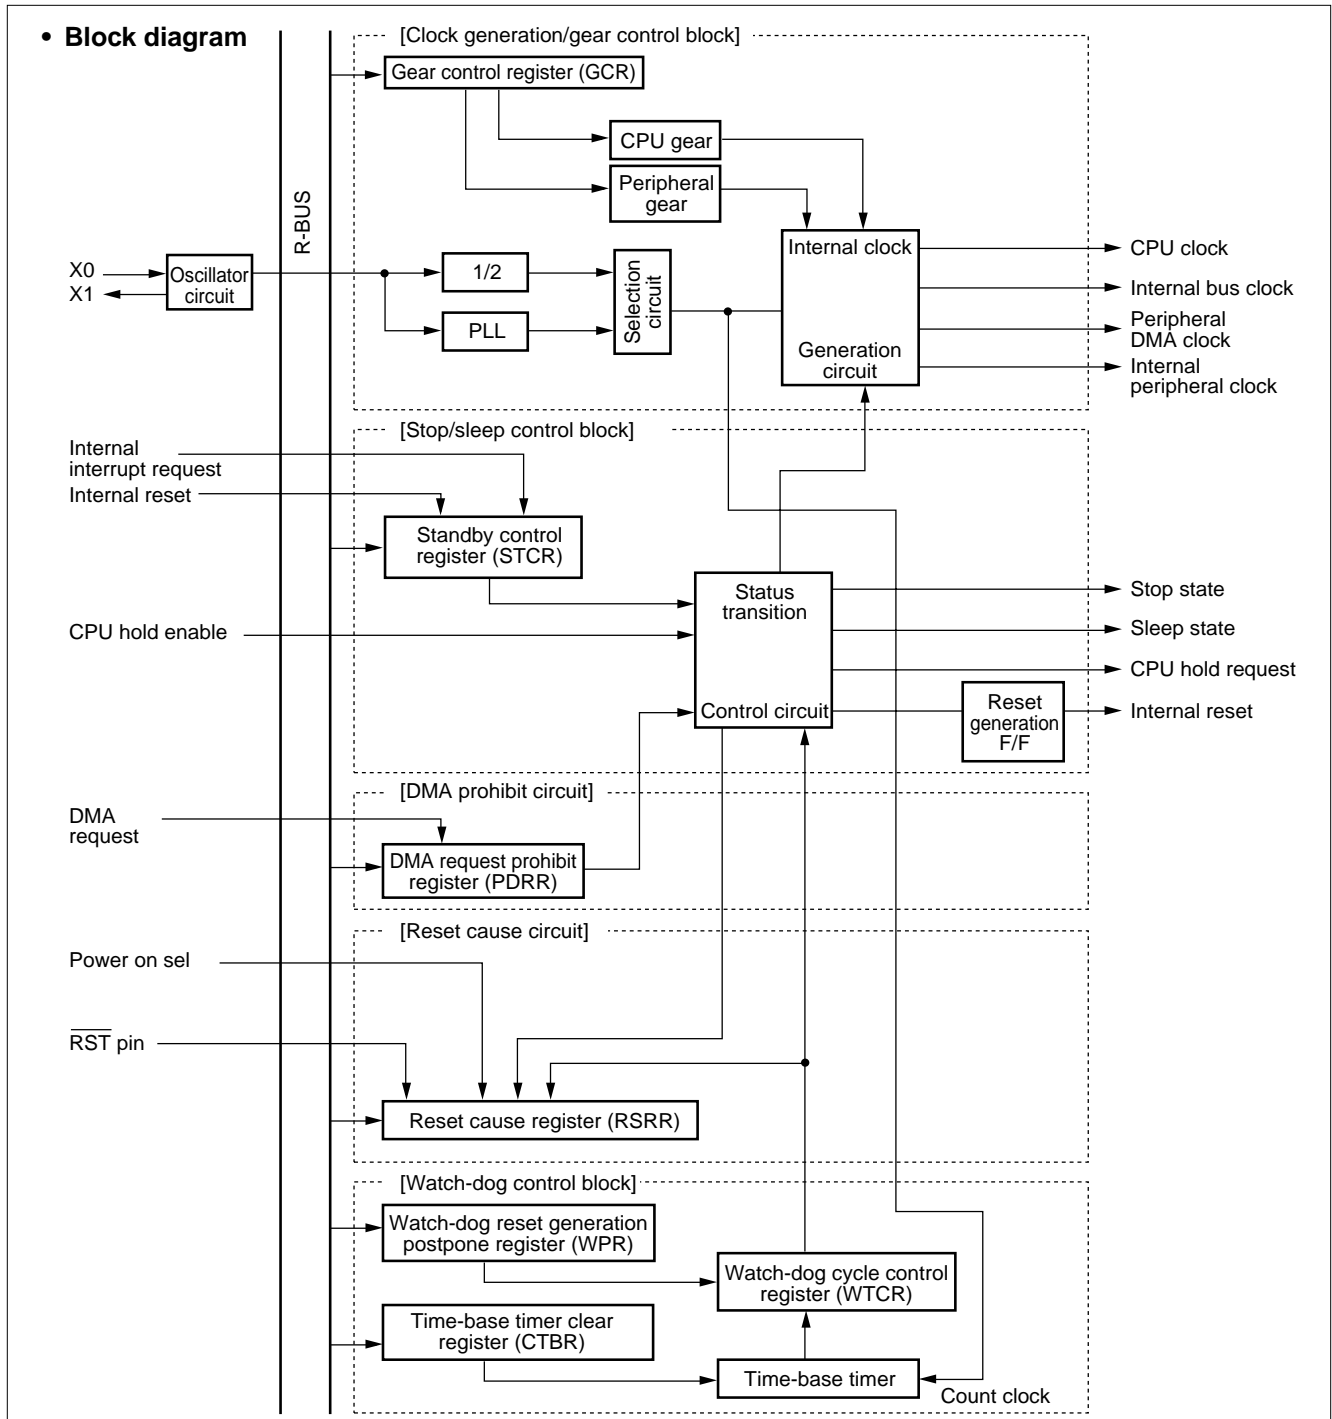 • Block diagram
[Clock generation/gear control block]
Gear control register (GCR)
CPU gear
Peripheral
gear
R-BUS
X0
X1
Oscillator
circuit
1/2
PLL
Selection
circuit
Internal clock
Generation
circuit
CPU clock
Internal bus clock
Peripheral
DMA clock
Internal
peripheral clock
[Stop/sleep control block]
Internal
interrupt request
Internal reset
Standby control
register (STCR)
CPU hold enable
Status
transition
Control circuit
Stop state
Sleep state
CPU hold request
Reset
generation
F/F
Internal reset
[DMA prohibit circuit]
DMA
request
DMA request prohibit
register (PDRR)
[Reset cause circuit]
Power on sel
RST pin
Reset cause register (RSRR)
[Watch-dog control block]
Watch-dog reset generation
postpone register (WPR)
Watch-dog cycle control
register (WTCR)
Time-base timer clear
register (CTBR)
Time-base timer
Count clock